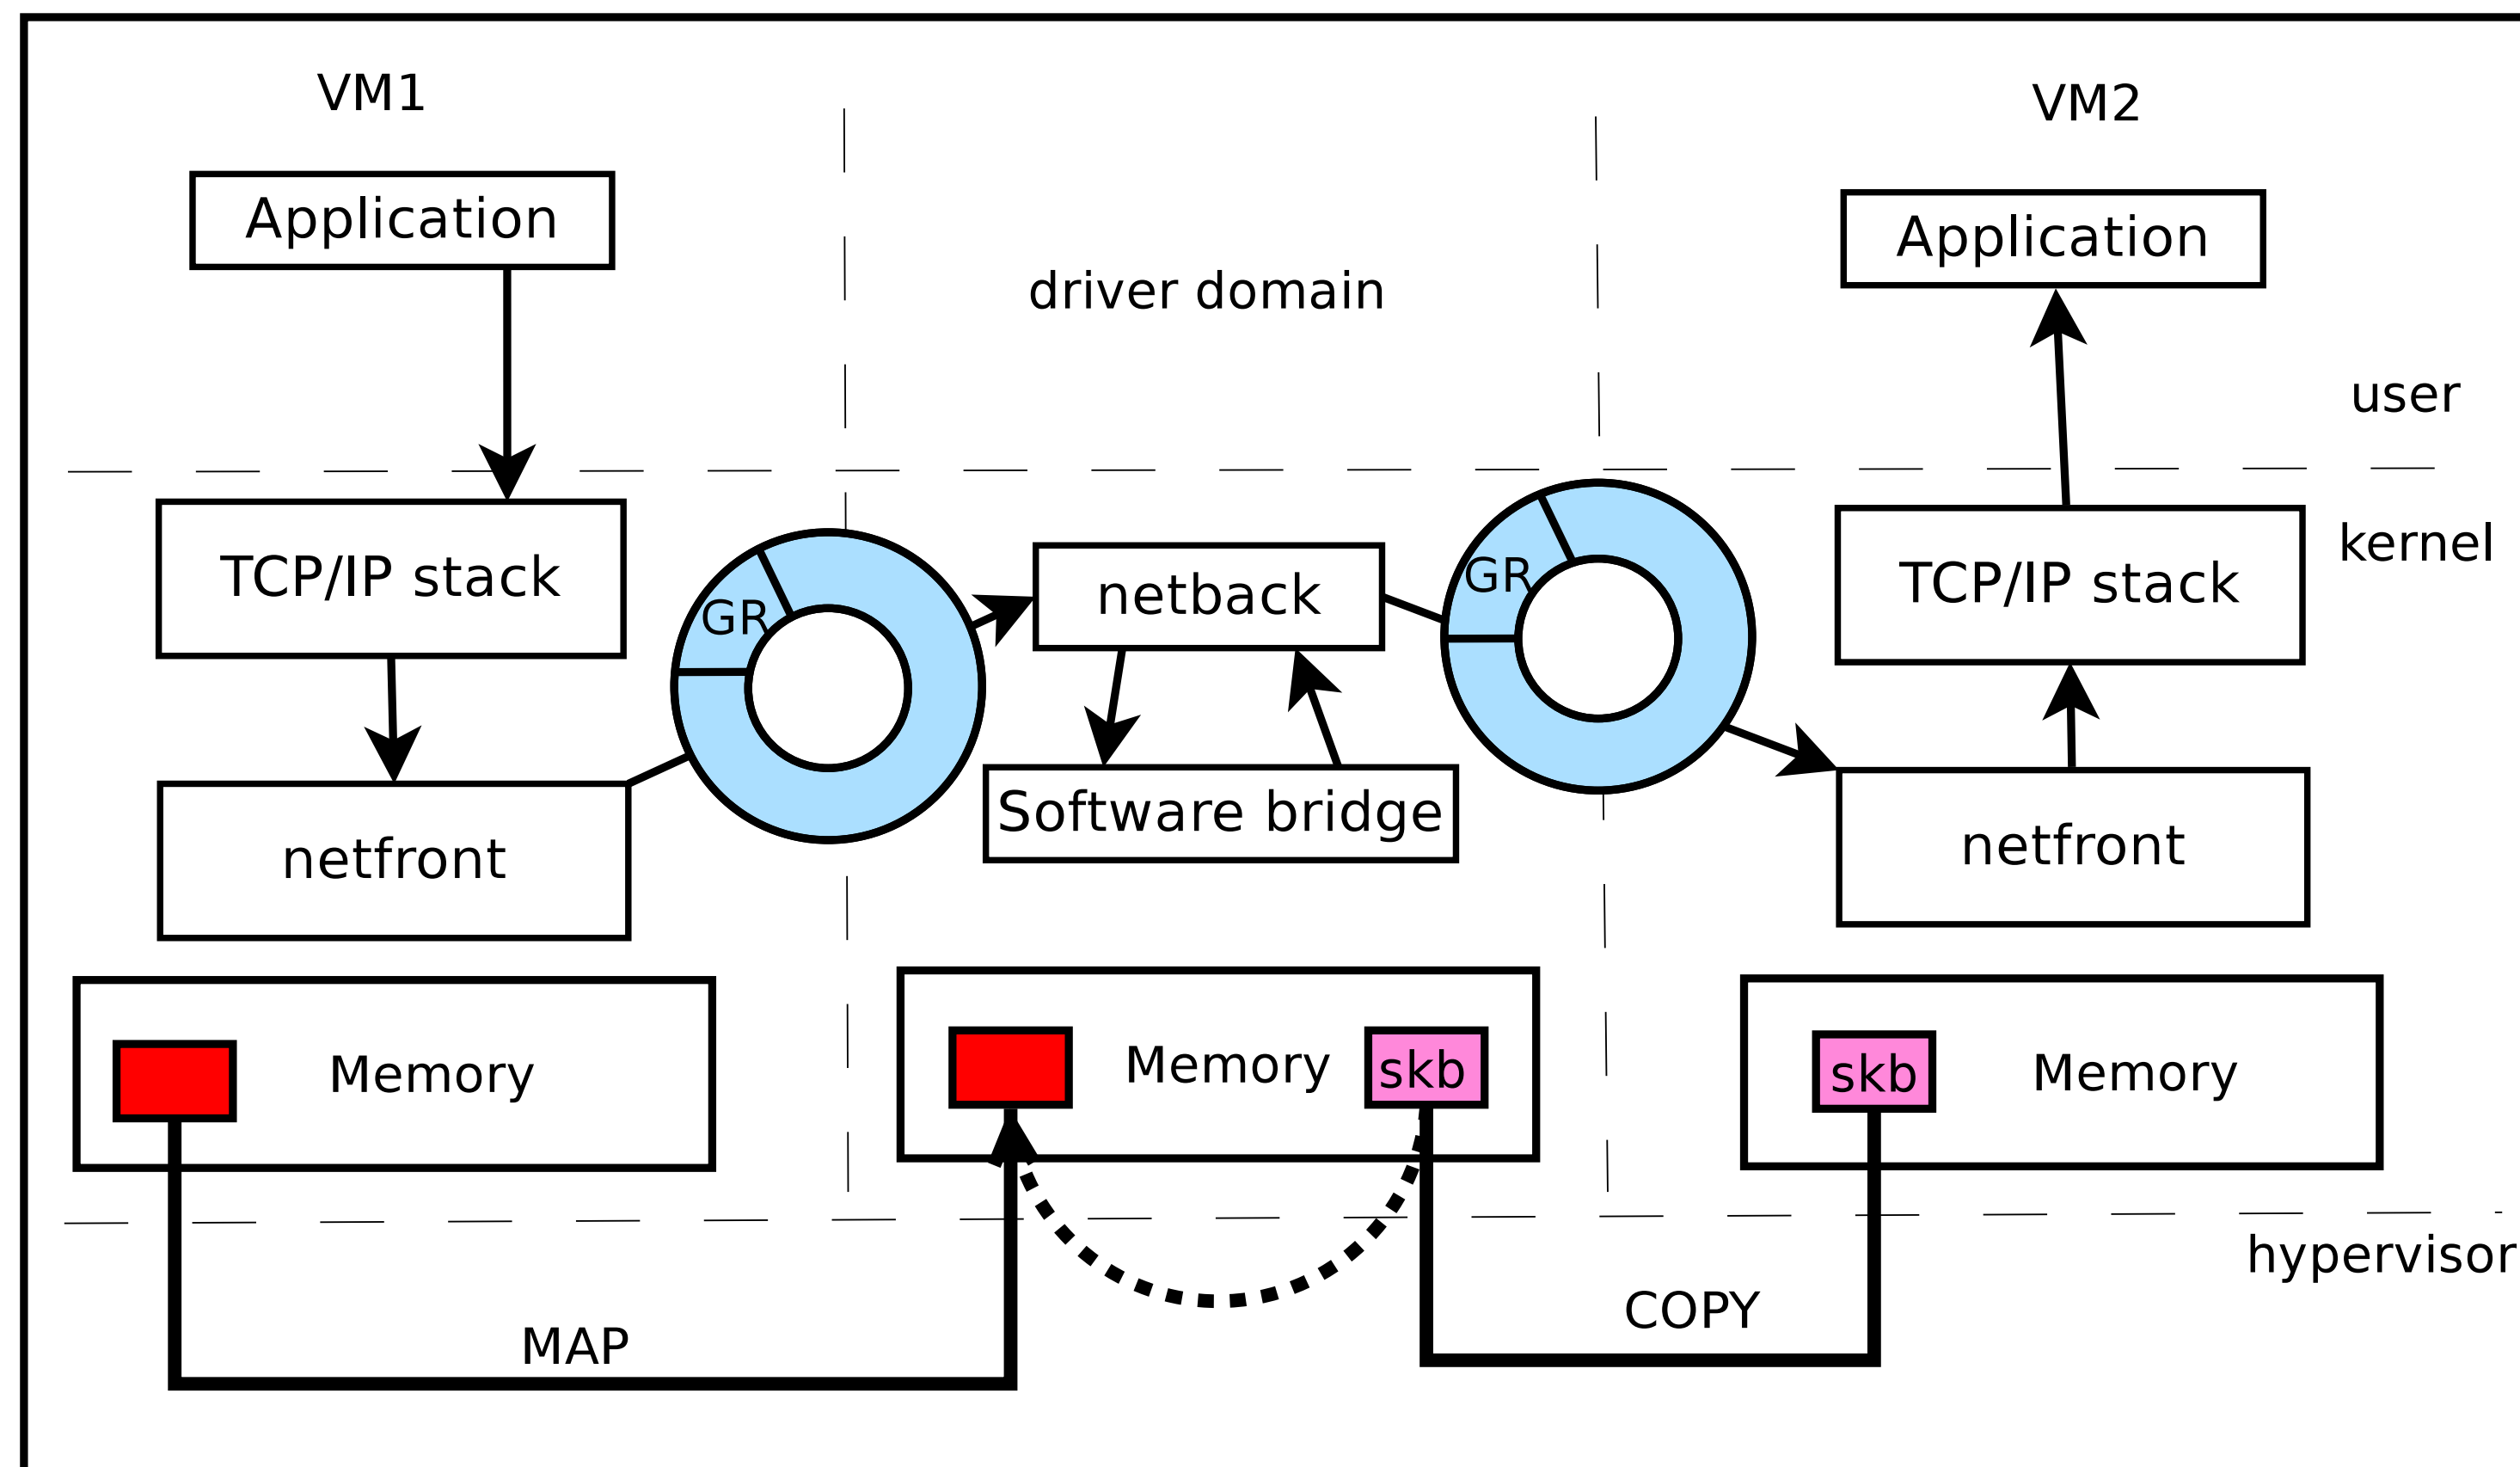 VM1
VM2
Application
Application
driver domain
user
kernel
TCP/IP stack
GR
netback
GR
TCP/IP stack
netfront
Software bridge
netfront
Memory
Memory
skb
skb
Memory
hypervisor
MAP
COPY